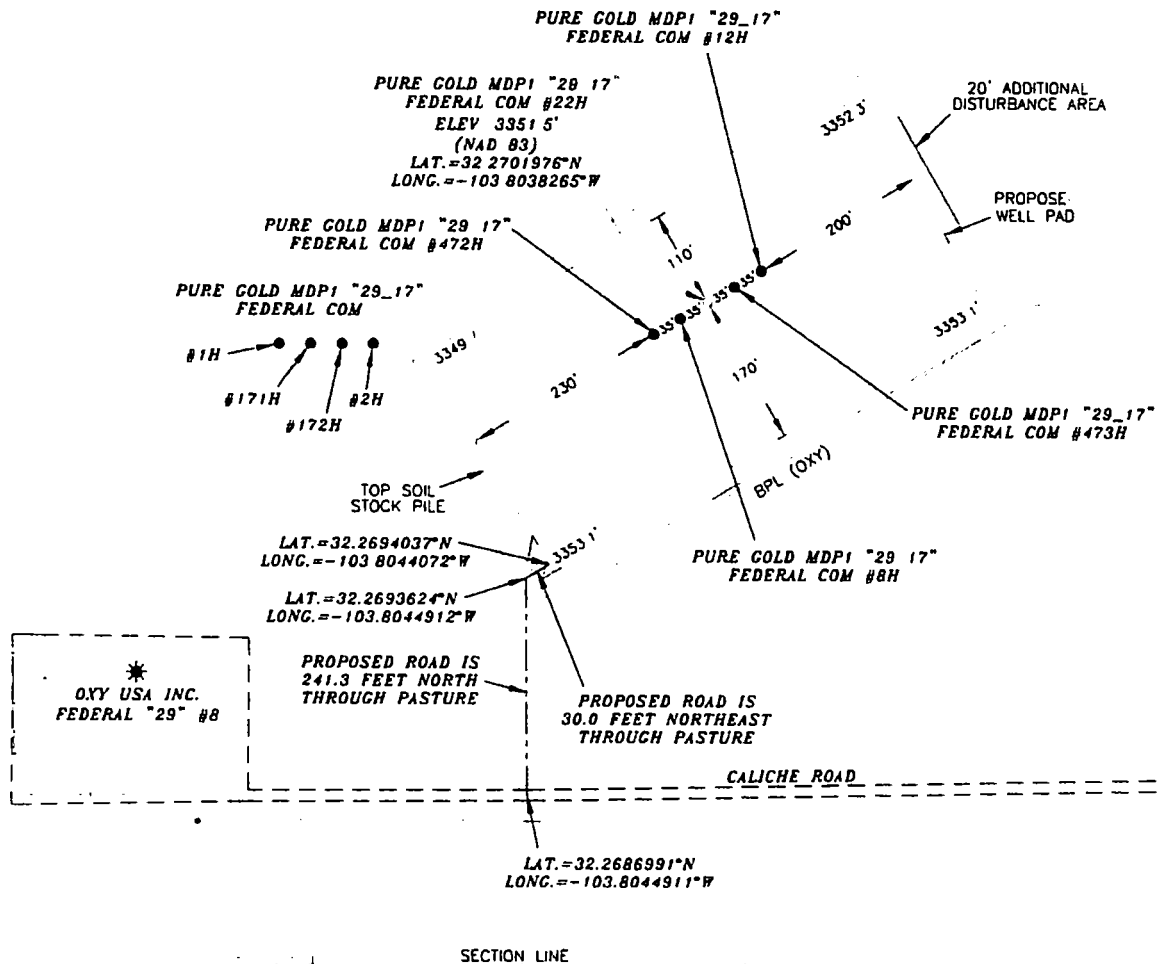 PURE GOLD MDP1 "29_17"
FEDERAL COM #12H
PURE GOLD MDP1 "29 17"
FEDERAL COM #22H
ELEV 3351 5'
(NAD 83)
LAT.=32 2701976°N
LONG.=-103 8038265°W
20' ADDITIONAL
DISTURBANCE AREA
3352 3'
PROPOSE
WELL PAD
PURE GOLD MDP1 "29 17"
FEDERAL COM #472H
110'
200'
PURE GOLD MDP1 "29_17"
FEDERAL COM
35' 35' 35' 35'
#1H
#171H
#172H
#2H
3349 '
3353 1'
230'
170'
PURE GOLD MDP1 "29_17"
FEDERAL COM #473H
BPL (OXY)
TOP SOIL
STOCK PILE
LAT.=32.2694037°N
LONG.=-103 8044072°W
3353 1'
PURE GOLD MDP1 "29 17"
FEDERAL COM #8H
LAT.=32.2693624°N
LONG.=-103.8044912°W
OXY USA INC.
FEDERAL "29" #8
PROPOSED ROAD IS
241.3 FEET NORTH
THROUGH PASTURE
PROPOSED ROAD IS
30.0 FEET NORTHEAST
THROUGH PASTURE
CALICHE ROAD
LAT.=32.2686991°N
LONG.=-103.8044911°W
SECTION LINE